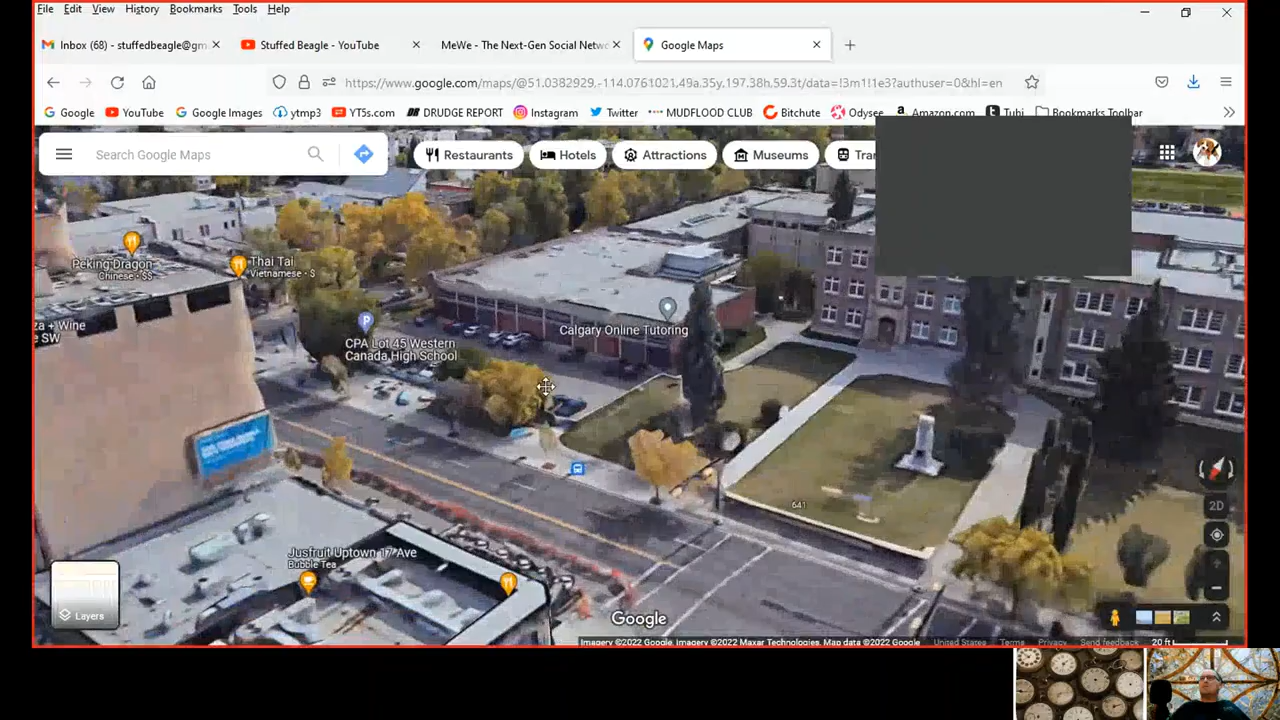 File Edit View History Bookmarks Tools Help
Inbox (68) - stuffedbeagle@gm
Stuffed Beagle - YouTube
MeWe - The Next-Gen Social Netwo
Google Maps
https://www.google.com/maps/@51.0382929,-114.0761021,49a,35y,197.38h,59.3t/data=!3m1!1e3?authuser=0&hl=en
Google YouTube Google Images ytmp3 YT5s.com DRUDGE REPORT Instagram Twitter MUDFLOOD CLUB Bitchute Odysee Amazon.com Tubi Bookmarks Toolbar
Search Google Maps
Restaurants Hotels Attractions Museums Tran
Peking Dragon
Chinese · $$
Thai Tai
Vietnamese · $
za + Wine
e SW
CPA Lot 45 Western
Canada High School
Calgary Online Tutoring
641
2D
Jusfruit Uptown 17 Ave
Bubble Tea
Layers
Google
Imagery ©2022 Google, Imagery ©2022 Maxar Technologies, Map data ©2022 Google United States Terms Privacy Send feedback 20 ft